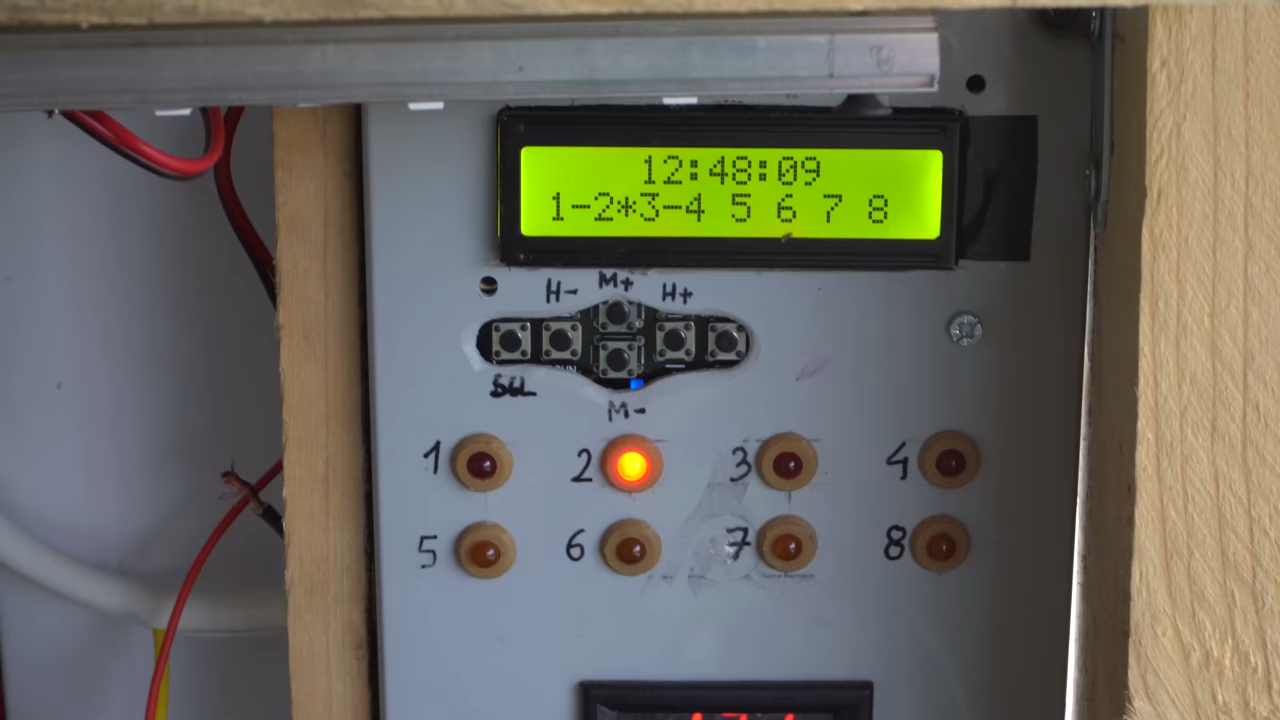 12:48:09
1-2*3-4 5 6 7 8
H- M+ H+
SEL
M-
1 2 3 4
5 6 7 8